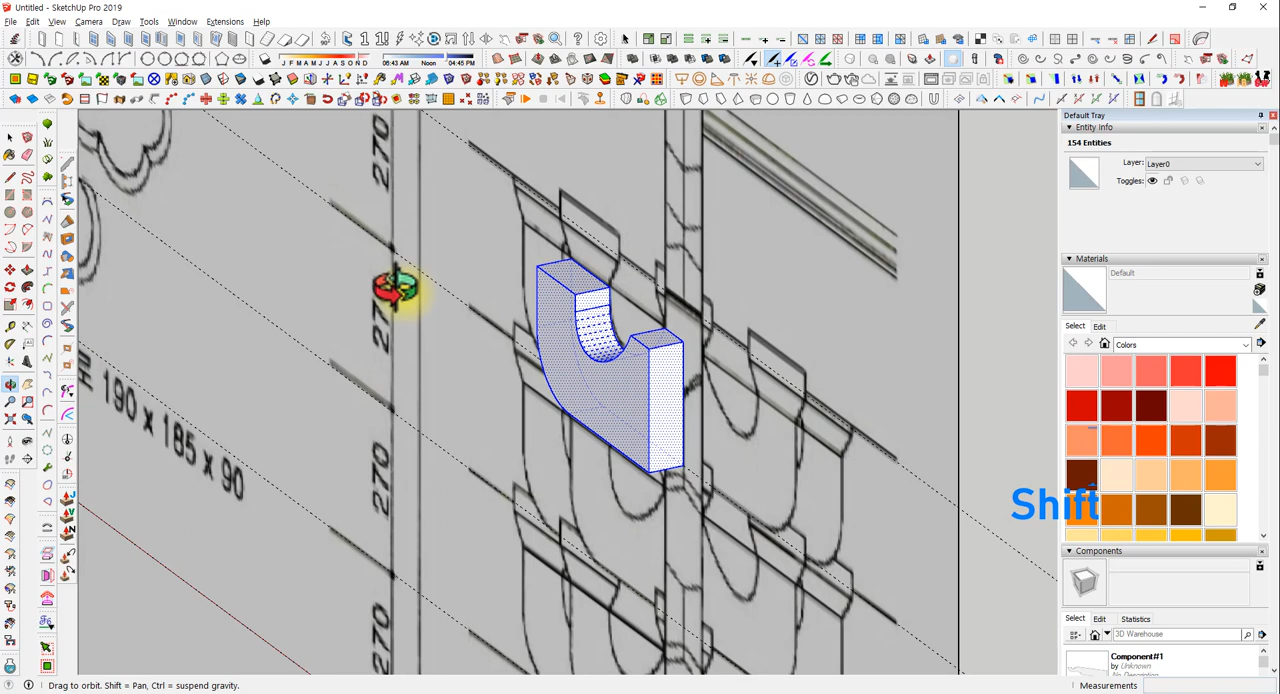 Untitled - SketchUp Pro 2019
File Edit View Camera Draw Tools Window Extensions Help
J F M A M J J A S O N D 06:43 AM Noon 04:45 PM
Default Tray
Entity Info
154 Entities
Layer: Layer0
Toggles:
Materials
Default
Select Edit
Colors
Components
Select Edit Statistics
3D Warehouse
Component#1
by Unknown
No Description
270
270
270
190 x 185 x 90
Shift
Drag to orbit. Shift = Pan, Ctrl = suspend gravity.
Measurements